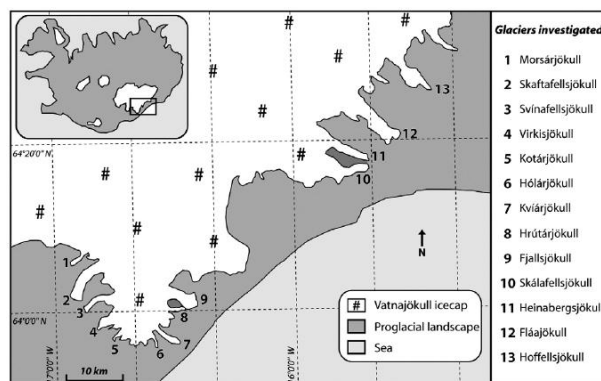 Glaciers investigated
1 Morsárjökull
2 Skaftafellsjökull
3 Svínafellsjökull
4 Virkisjökull
5 Kotárjökull
6 Hólárjökull
7 Kvíárjökull
8 Hrútárjökull
9 Fjallsjökull
10 Skálafellsjökull
11 Heinabergsjökull
12 Fláajökull
13 Hoffellsjökull
#
#
#
#
#
13
12
64°20'0" N
#
11
10
#
#
#
#
#
N
1
2
3
4
5
6
7
8
9
#
64°0'0" N
# Vatnajökull icecap
Proglacial landscape
Sea
10 km